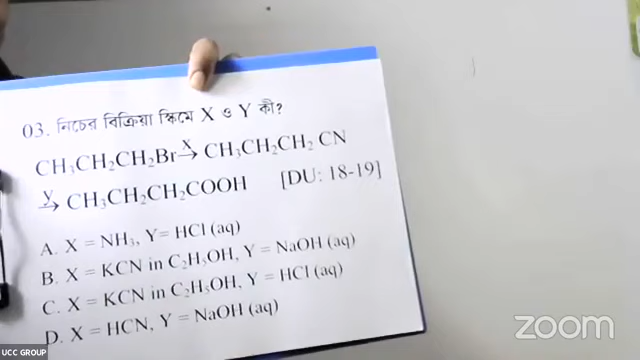 03. নিচের বিক্রিয়া স্কিমে X ও Y কী?
CH₃CH₂CH₂Br X→ CH₃CH₂CH₂ CN
Y→ CH₃CH₂CH₂COOH [DU: 18-19]
A. X = NH₃, Y= HCl (aq)
B. X = KCN in C₂H₅OH, Y = NaOH (aq)
C. X = KCN in C₂H₅OH, Y = HCl (aq)
D. X = HCN, Y = NaOH (aq)
zoom
UCC GROUP